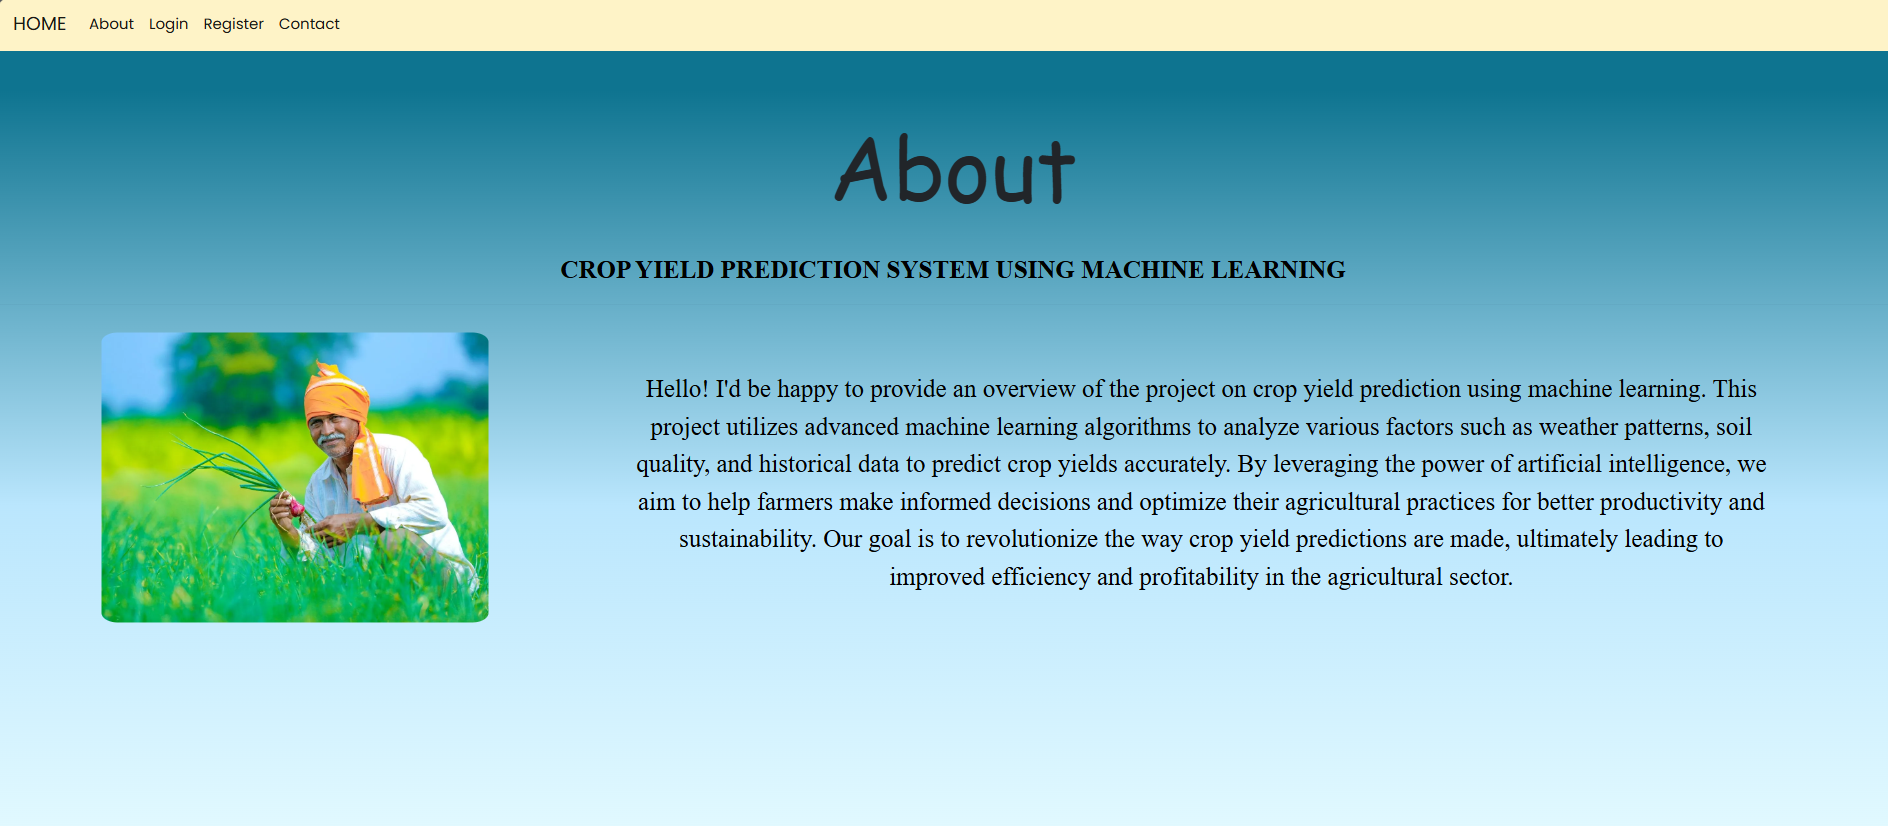 HOME About Login Register Contact
About
CROP YIELD PREDICTION SYSTEM USING MACHINE LEARNING
Hello! I'd be happy to provide an overview of the project on crop yield prediction using machine learning. This
project utilizes advanced machine learning algorithms to analyze various factors such as weather patterns, soil
quality, and historical data to predict crop yields accurately. By leveraging the power of artificial intelligence, we
aim to help farmers make informed decisions and optimize their agricultural practices for better productivity and
sustainability. Our goal is to revolutionize the way crop yield predictions are made, ultimately leading to
improved efficiency and profitability in the agricultural sector.